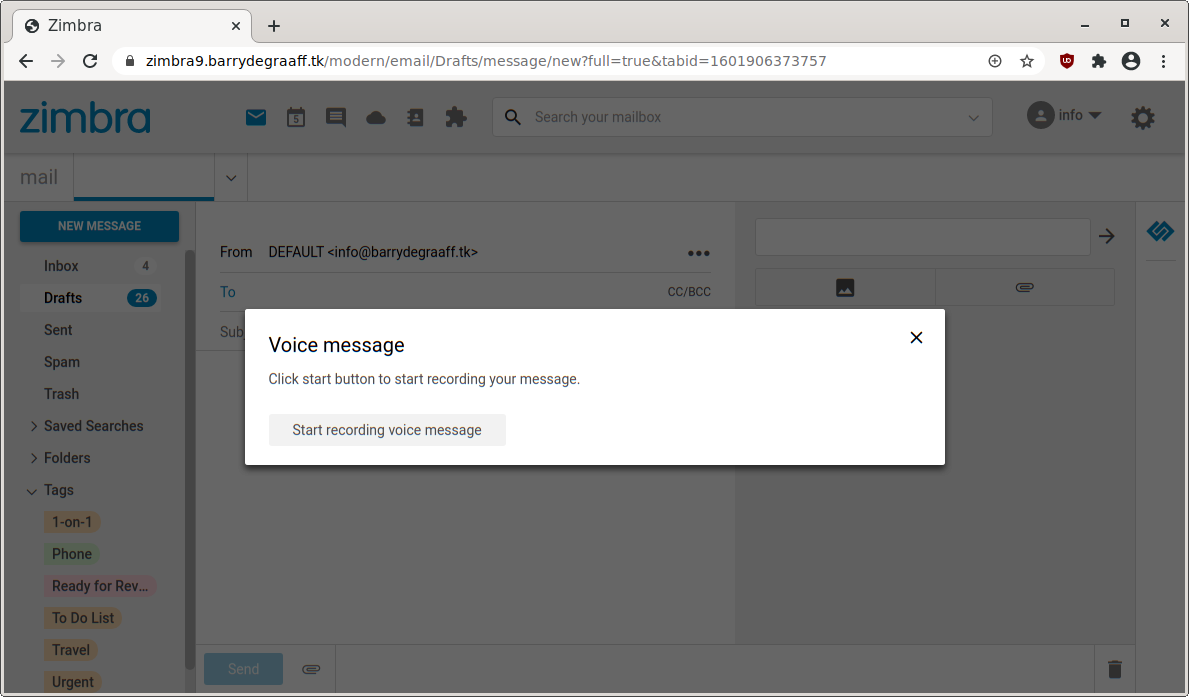 Zimbra
zimbra9.barrydegraaff.tk/modern/email/Drafts/message/new?full=true&tabid=1601906373757
zimbra
5
Search your mailbox
info
mail
NEW MESSAGE
Inbox 4
Drafts 26
Sent
Spam
Trash
Saved Searches
Folders
Tags
1-on-1
Phone
Ready for Rev...
To Do List
Travel
Urgent
From DEFAULT <info@barrydegraaff.tk>
To CC/BCC
Sub
Voice message
Click start button to start recording your message.
Start recording voice message
Send